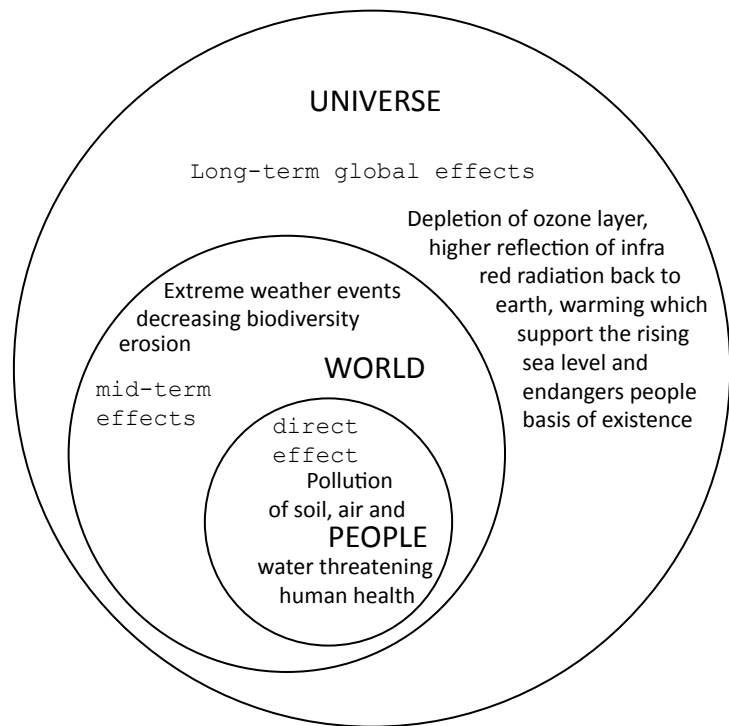 UNIVERSE
Long-term global effects
Depletion of ozone layer,
higher reflection of infra
red radiation back to
earth, warming which
support the rising
sea level and
endangers people
basis of existence
Extreme weather events
decreasing biodiversity
erosion
WORLD
mid-term
effects
direct
effect
Pollution
of soil, air and
PEOPLE
water threatening
human health